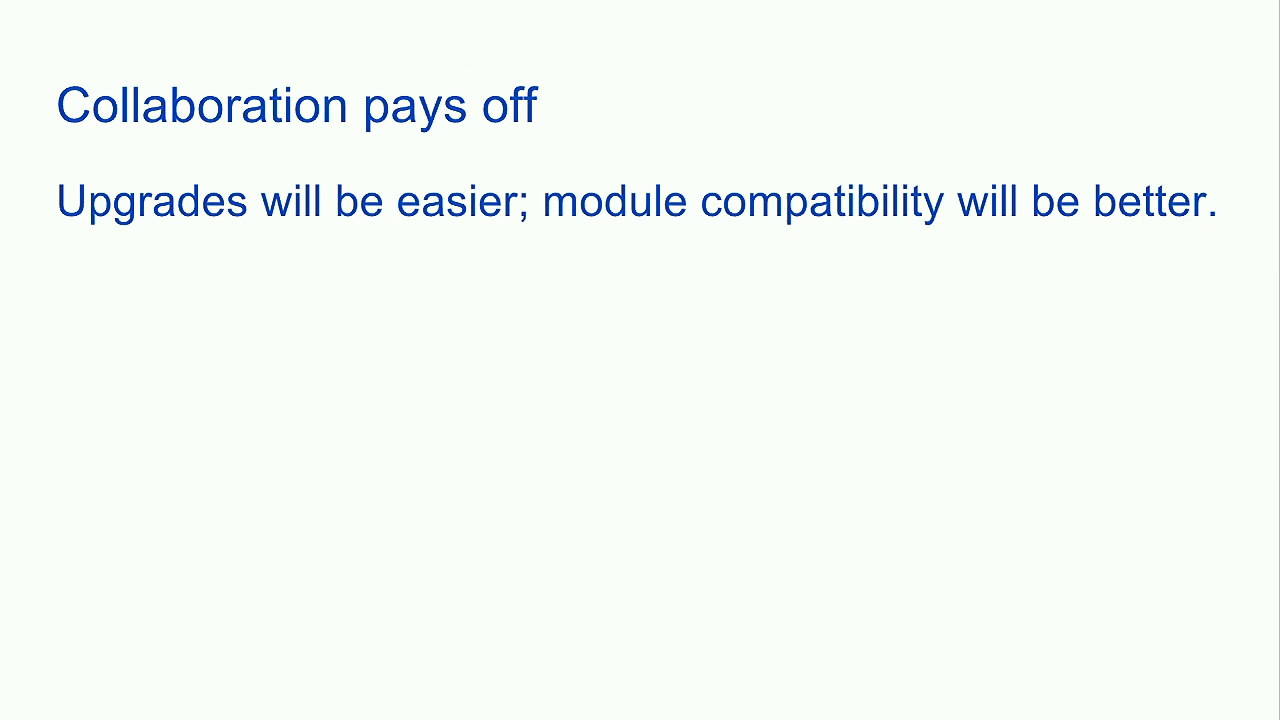 Collaboration pays off
Upgrades will be easier; module compatibility will be better.